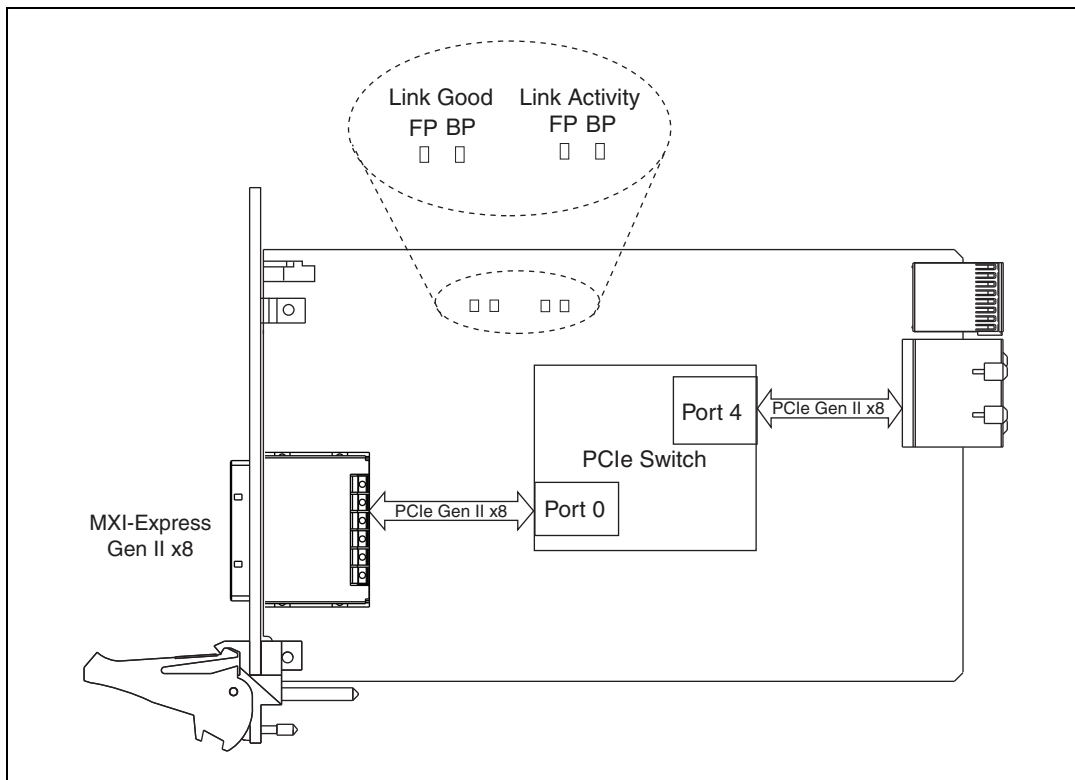 Link Good Link Activity
FP BP FP BP
Port 4
PCIe Gen II x8
PCIe Switch
PCIe Gen II x8
Port 0
MXI-Express
Gen II x8